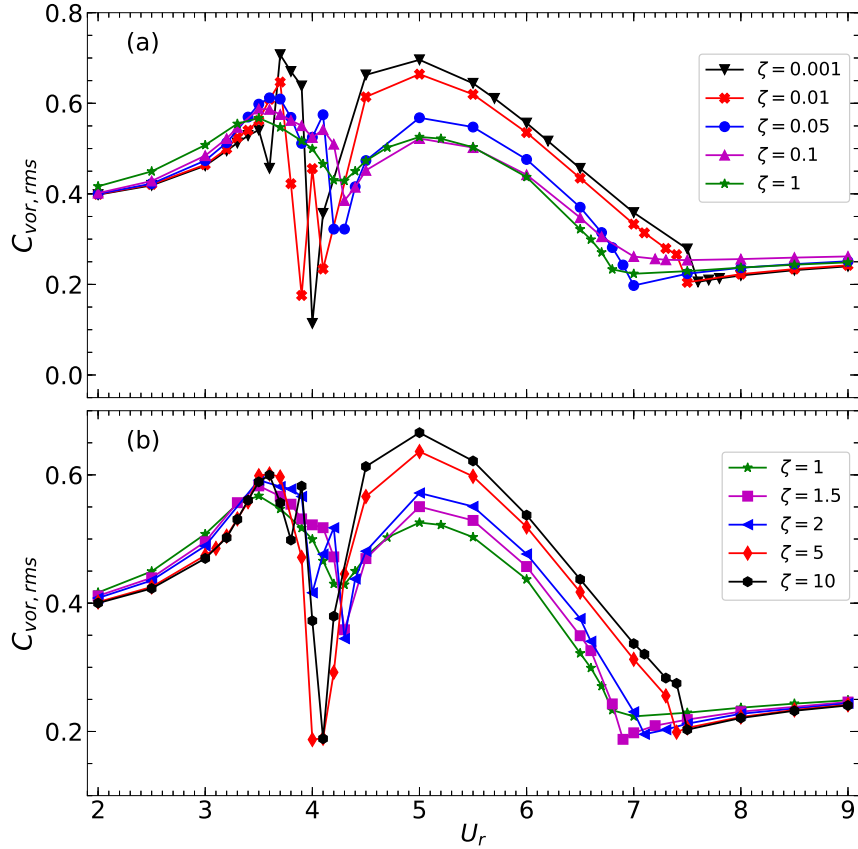 (a)
0.8
0.6
0.4
0.2
0.0
C_{vor,rms}
ζ = 0.001
ζ = 0.01
ζ = 0.05
ζ = 0.1
ζ = 1
(b)
0.6
0.4
0.2
C_{vor,rms}
ζ = 1
ζ = 1.5
ζ = 2
ζ = 5
ζ = 10
2 3 4 5 6 7 8 9
U_r